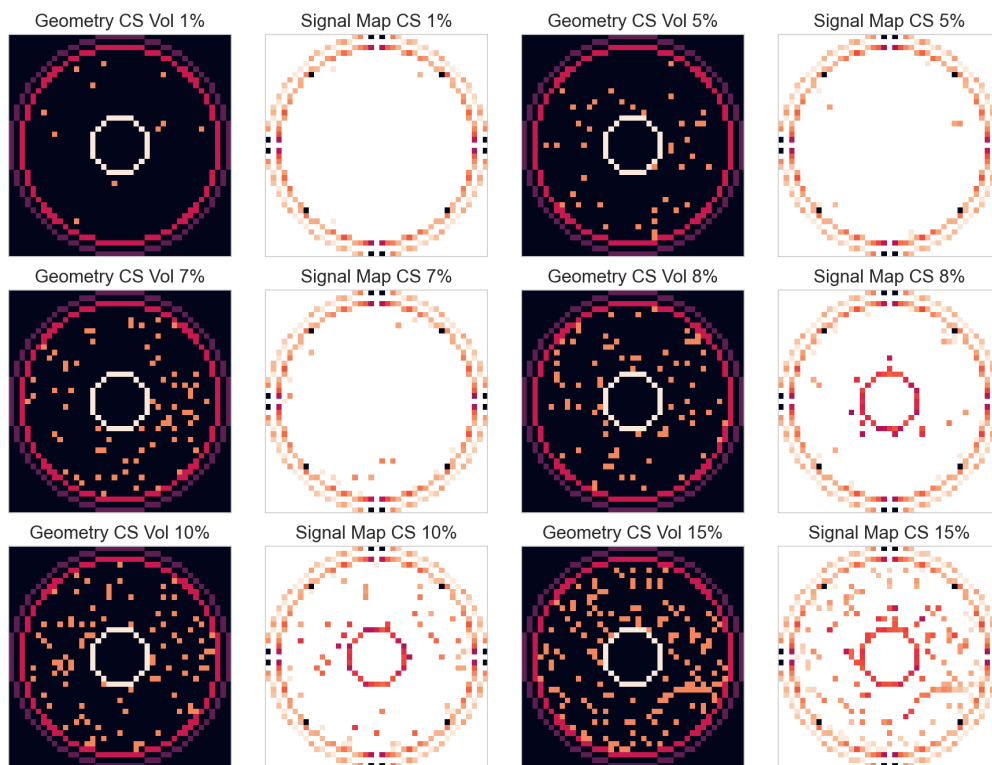 Geometry CS Vol 1%
Signal Map CS 1%
Geometry CS Vol 5%
Signal Map CS 5%
Geometry CS Vol 7%
Signal Map CS 7%
Geometry CS Vol 8%
Signal Map CS 8%
Geometry CS Vol 10%
Signal Map CS 10%
Geometry CS Vol 15%
Signal Map CS 15%